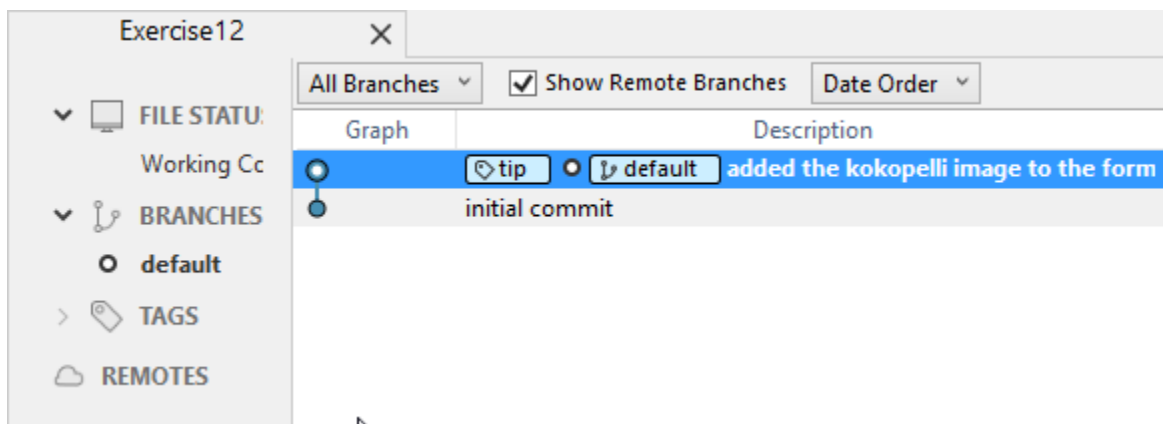 Exercise12
All Branches Show Remote Branches Date Order
FILE STATU
Working Co
BRANCHES
default
TAGS
REMOTES
Graph Description
tip default added the kokopelli image to the form
initial commit